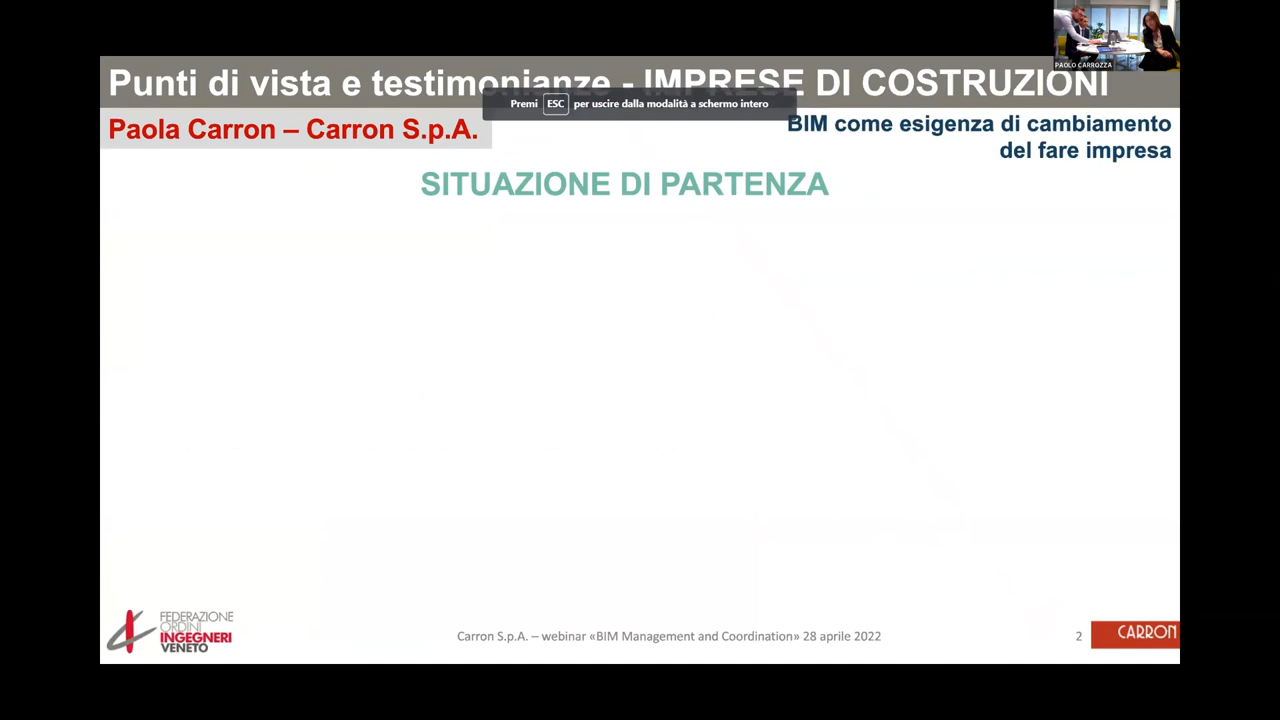 PAOLO CARROZZA
Punti di vista e testimonianze - IMPRESE DI COSTRUZIONI
Premi ESC per uscire dalla modalità a schermo intero
Paola Carron – Carron S.p.A.
BIM come esigenza di cambiamento
del fare impresa
SITUAZIONE DI PARTENZA
FEDERAZIONE
ORDINI
INGEGNERI
VENETO
Carron S.p.A. – webinar «BIM Management and Coordination» 28 aprile 2022
2
CARRON